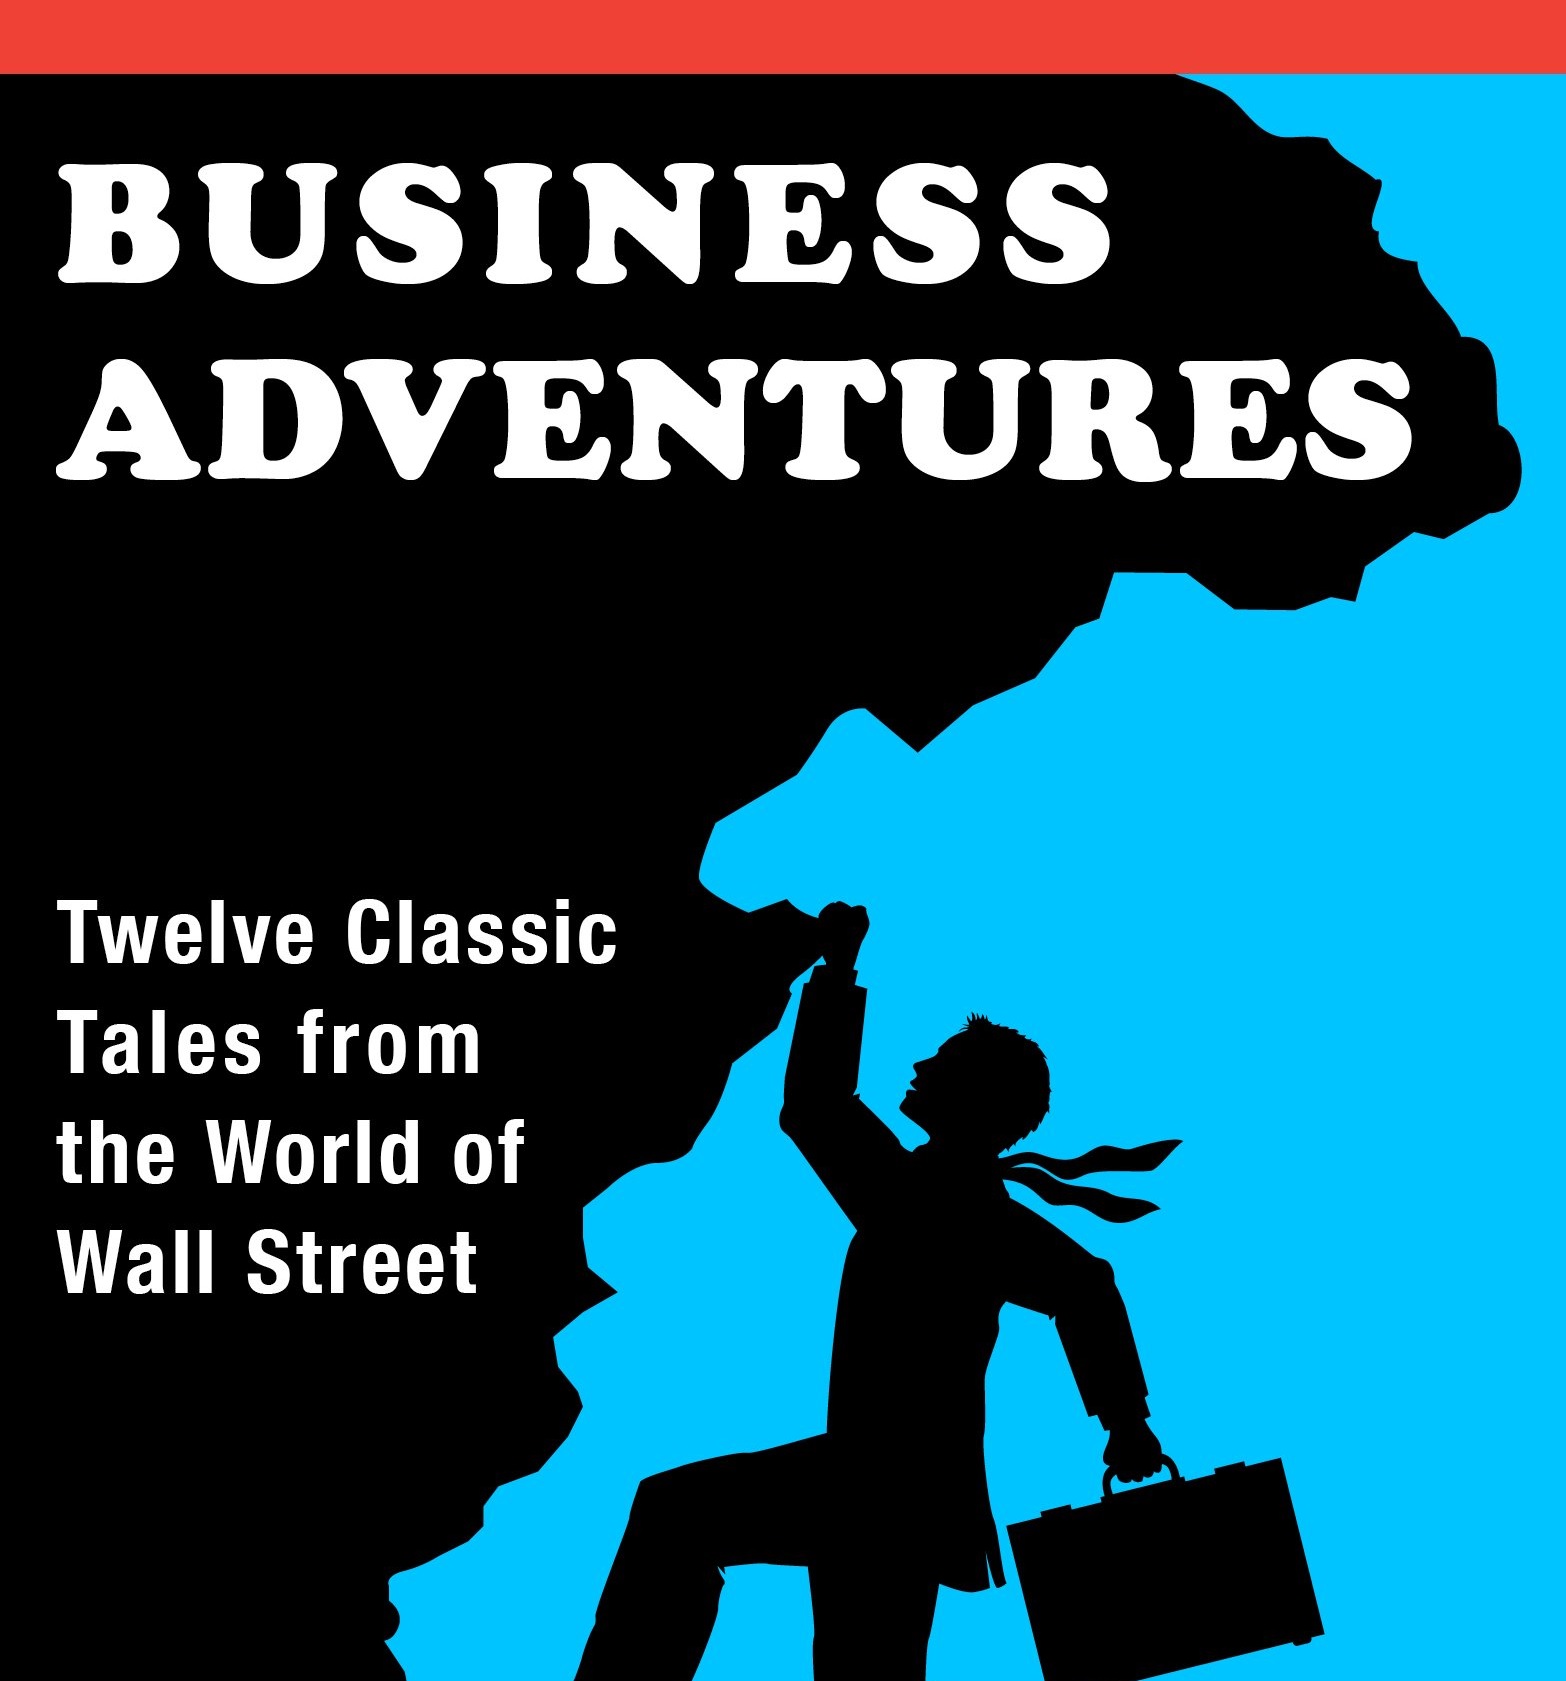 BUSINESS
ADVENTURES
Twelve Classic
Tales from
the World of
Wall Street